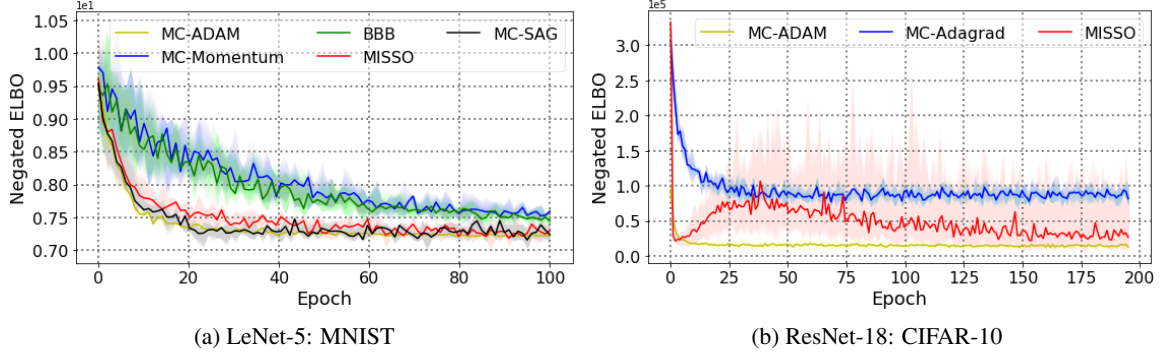 1e1
MC-ADAM BBB MC-SAG
MC-Momentum MISSO
1.05
1.00
0.95
0.90
0.85
0.80
0.75
0.70
Negated ELBO
0 20 40 60 80 100
Epoch
(a) LeNet-5: MNIST
1e5
MC-ADAM MC-Adagrad MISSO
3.0
2.5
2.0
1.5
1.0
0.5
0.0
Negated ELBO
0 25 50 75 100 125 150 175 200
Epoch
(b) ResNet-18: CIFAR-10